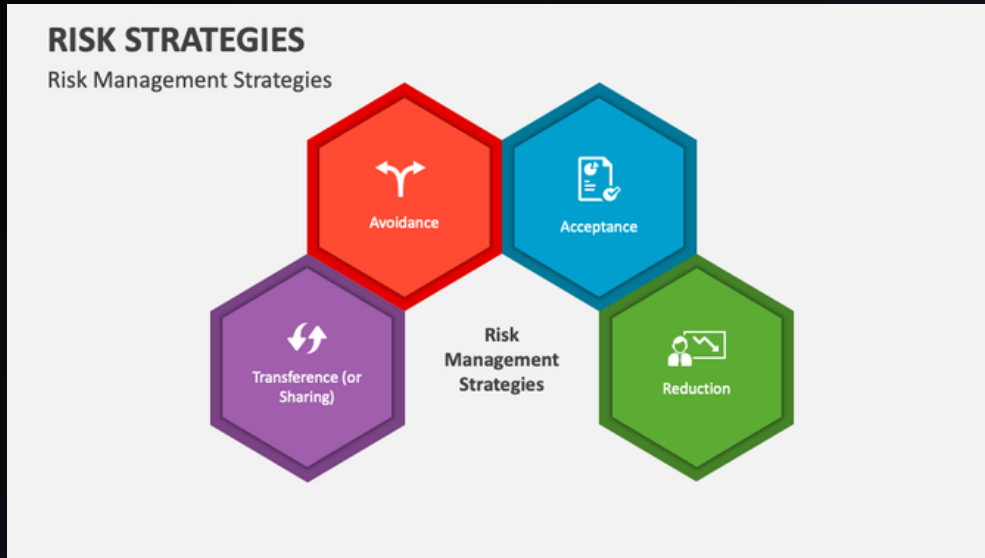 RISK STRATEGIES
Risk Management Strategies
Avoidance
Acceptance
Transference (or
Sharing)
Risk
Management
Strategies
Reduction